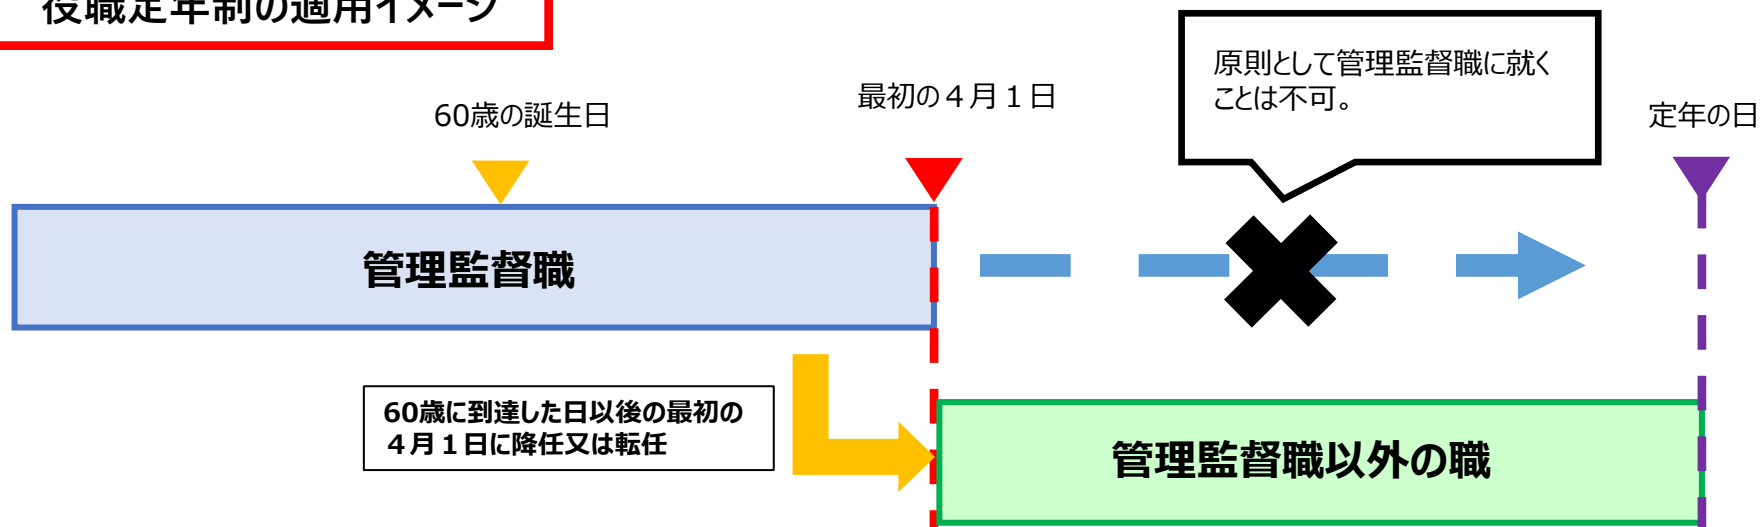 役職定年制の適用イメージ
原則として管理監督職に就く
ことは不可。
最初の４月１日
60歳の誕生日
定年の日
管理監督職
60歳に到達した日以後の最初の
４月１日に降任又は転任
管理監督職以外の職